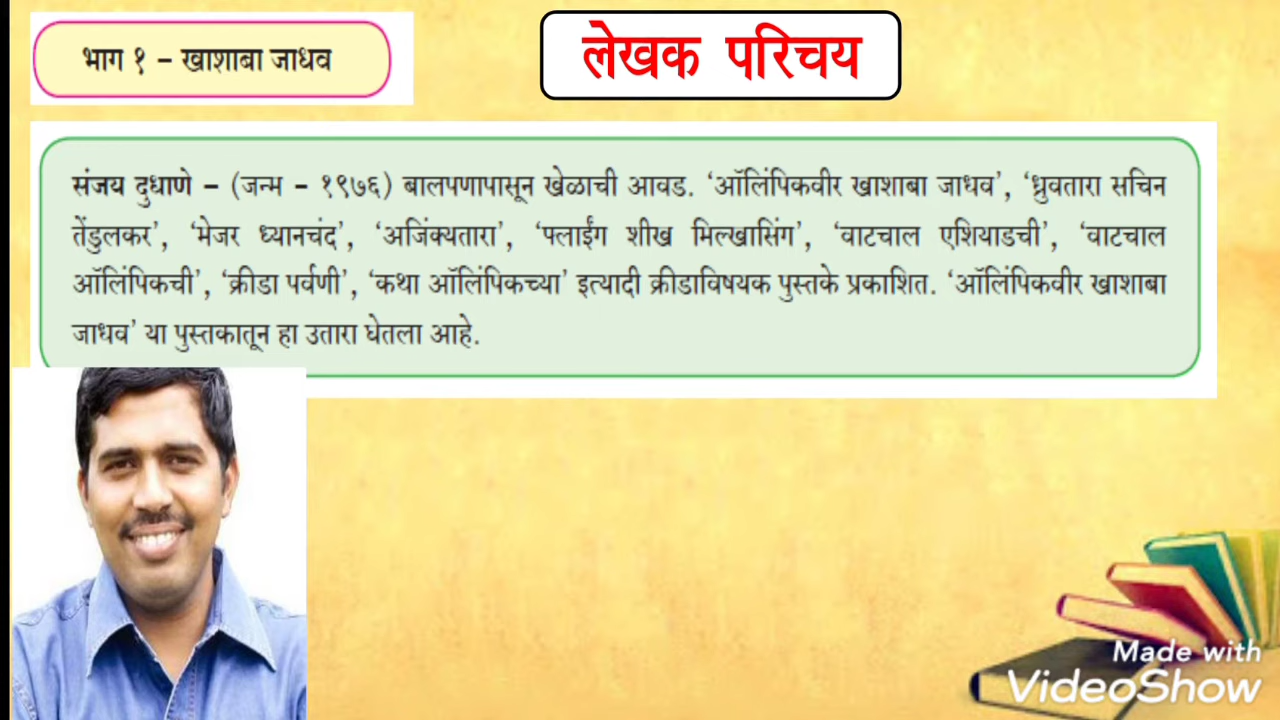 भाग १ – खाशाबा जाधव
लेखक परिचय
संजय दुधाणे – (जन्म – १९७६) बालपणापासून खेळाची आवड. ‘ऑलिंपिकवीर खाशाबा जाधव’, ‘ध्रुवतारा सचिन
तेंडुलकर’, ‘मेजर ध्यानचंद’, ‘अजिंक्यतारा’, ‘फ्लाईंग शीख मिल्खासिंग’, ‘वाटचाल एशियाडची’, ‘वाटचाल
ऑलिंपिकची’, ‘क्रीडा पर्वणी’, ‘कथा ऑलिंपिकच्या’ इत्यादी क्रीडाविषयक पुस्तके प्रकाशित. ‘ऑलिंपिकवीर खाशाबा
जाधव’ या पुस्तकातून हा उतारा घेतला आहे.
Made with
VideoShow